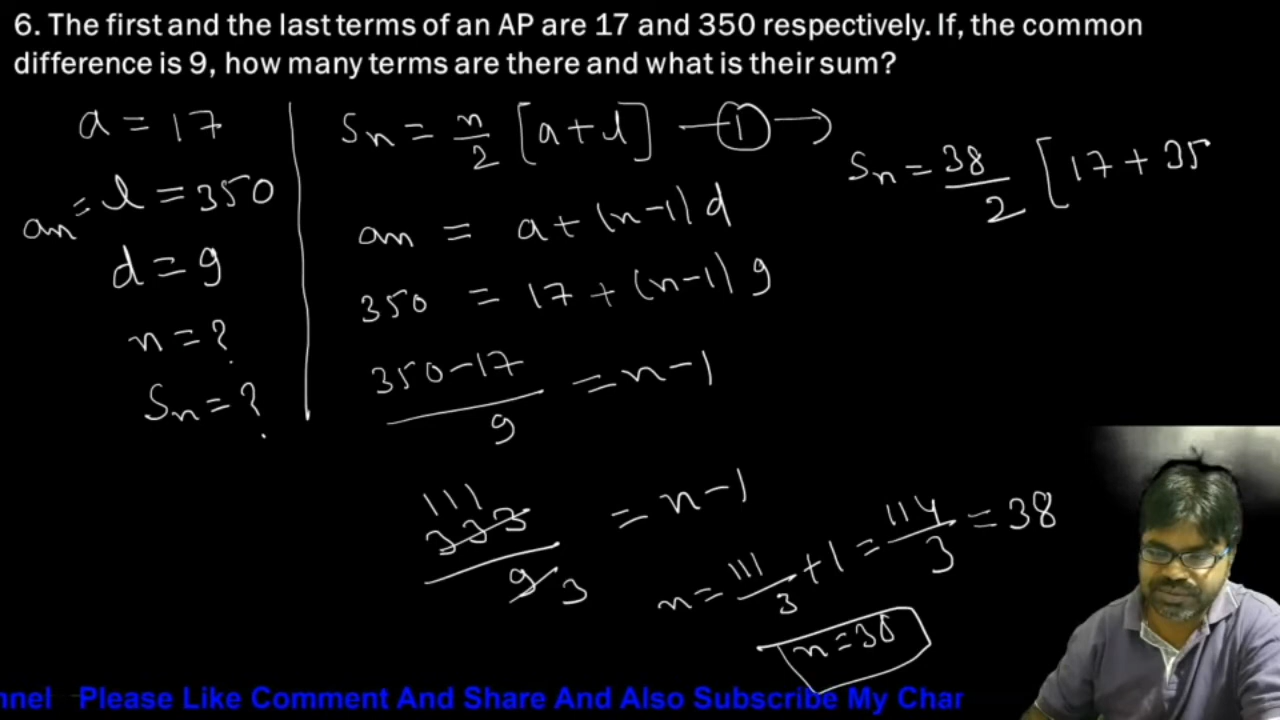 6. The first and the last terms of an AP are 17 and 350 respectively. If, the common
difference is 9, how many terms are there and what is their sum?
a = 17
an = l = 350
d = 9
n = ?
Sn = ?
Sn = n/2 [a+l] —①→
an = a+(n-1)d
350 = 17+(n-1)9
350-17/9 = n-1
111
333/9 3 = n-1
n = 111/3 + 1 = 114/3 = 38
n = 38
Sn = 38/2 [17 + 35
nnel Please Like Comment And Share And Also Subscribe My Char